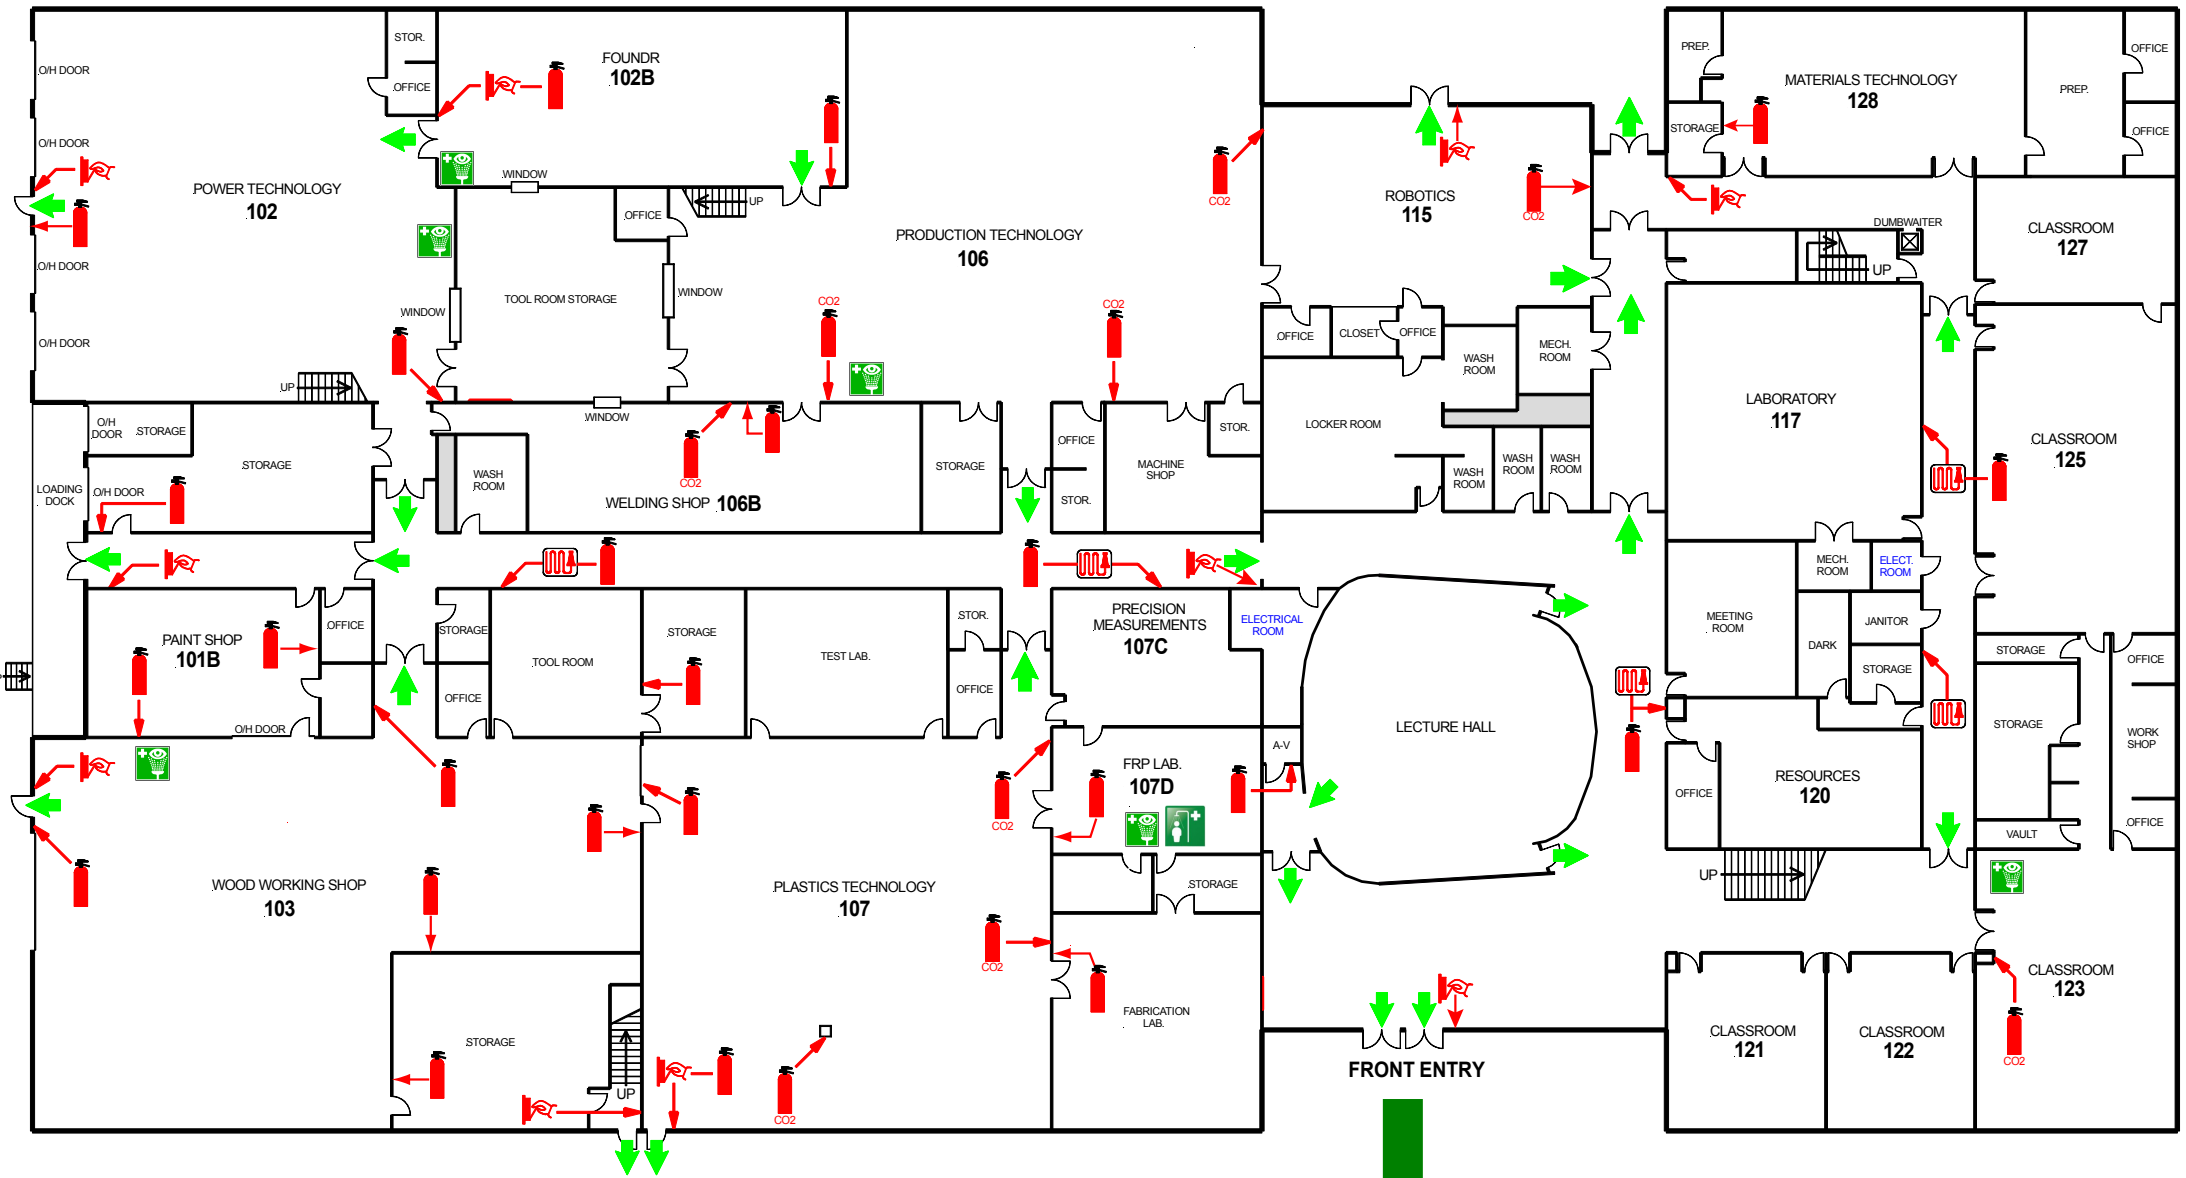 STOR.
OFFICE
O/H DOOR
FOUNDR
102B
O/H DOOR
POWER TECHNOLOGY
102
WINDOW
OFFICE
UP
O/H DOOR
TOOL ROOM STORAGE
WINDOW
WINDOW
O/H DOOR
UP
PRODUCTION TECHNOLOGY
106
CO2
CO2
CO2
ROBOTICS
115
CO2
PREP.
STORAGE
MATERIALS TECHNOLOGY
128
PREP.
OFFICE
OFFICE
DUMBWAITER
UP
CLASSROOM
127
OFFICE
CLOSET
OFFICE
WASH
ROOM
MECH.
ROOM
LOCKER ROOM
WASH
ROOM
WASH
ROOM
WASH
ROOM
LABORATORY
117
CLASSROOM
125
O/H
DOOR
STORAGE
STORAGE
LOADING
DOCK
O/H DOOR
WASH
ROOM
WINDOW
CO2
WELDING SHOP 106B
STORAGE
OFFICE
STOR.
MACHINE
SHOP
STOR.
PAINT SHOP
101B
OFFICE
O/H DOOR
STORAGE
OFFICE
TOOL ROOM
STORAGE
TEST LAB.
STOR.
OFFICE
PRECISION
MEASUREMENTS
107C
ELECTRICAL
ROOM
LECTURE HALL
A-V
FRP LAB.
107D
CO2
MECH.
ROOM
ELECT.
ROOM
MEETING
ROOM
DARK
JANITOR
STORAGE
STORAGE
OFFICE
STORAGE
WORK
SHOP
OFFICE
RESOURCES
120
OFFICE
VAULT
UP
WOOD WORKING SHOP
103
PLASTICS TECHNOLOGY
107
STORAGE
CO2
FABRICATION
LAB.
STORAGE
UP
CO2
FRONT ENTRY
CLASSROOM
121
CLASSROOM
122
CLASSROOM
123
CO2